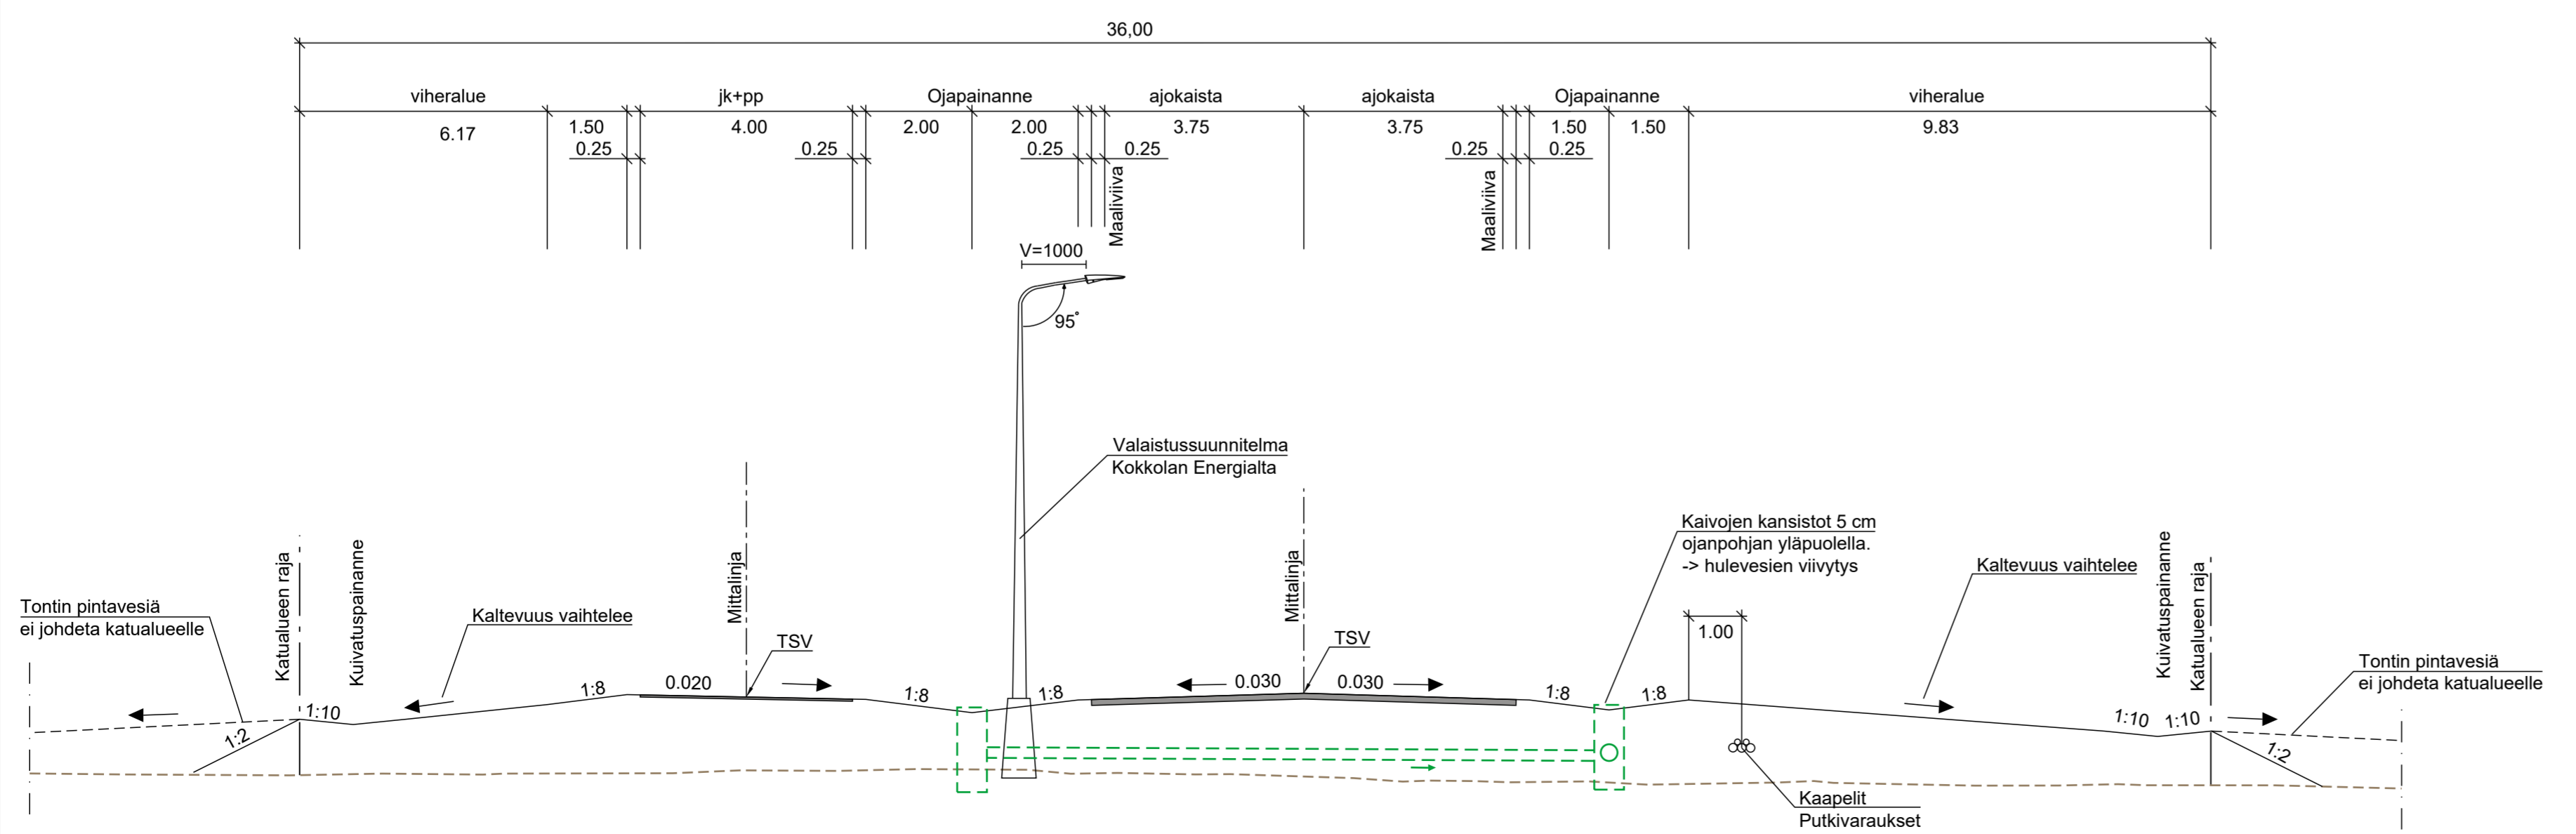 36,00
viheralue
jk+pp
Ojapainanne
ajokaista
ajokaista
Ojapainanne
viheralue
6.17
1.50
4.00
2.00
2.00
3.75
3.75
1.50
1.50
9.83
0.25
0.25
0.25
0.25
0.25
0.25
Maaliviiva
Maaliviiva
V=1000
95°
Valaistussuunnitelma
Kokkolan Energialta
Kaivojen kansistot 5 cm
ojanpohjan yläpuolella.
-> hulevesien viivytys
Katualueen raja
Kuivatuspainanne
Mittalinja
Mittalinja
Kuivatuspainanne
Katualueen raja
Tontin pintavesiä
ei johdeta katualueelle
Kaltevuus vaihtelee
TSV
TSV
1.00
Kaltevuus vaihtelee
Tontin pintavesiä
ei johdeta katualueelle
1:2
1:10
1:8
0.020
1:8
1:8
0.030
0.030
1:8
1:8
1:10
1:10
1:2
Kaapelit
Putkivaraukset